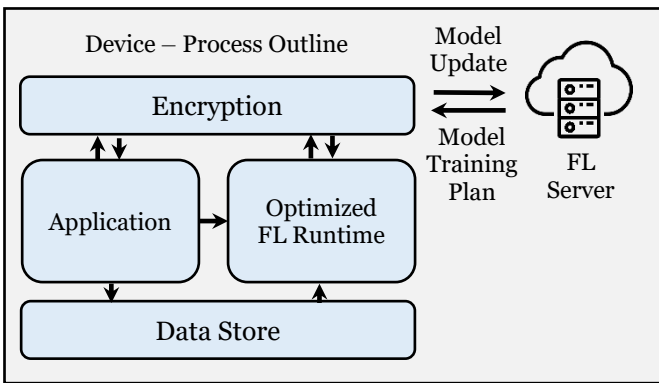 Device – Process Outline
Model
Update
Encryption
Model
Training
Plan
FL
Server
Application
Optimized
FL Runtime
Data Store